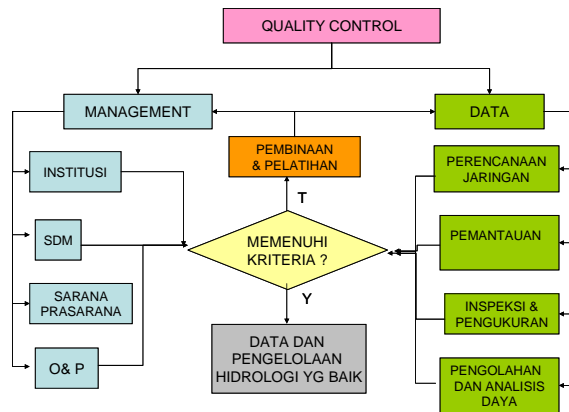 QUALITY CONTROL
MANAGEMENT
DATA
PEMBINAAN
& PELATIHAN
INSTITUSI
PERENCANAAN
JARINGAN
T
SDM
MEMENUHI
KRITERIA ?
PEMANTAUAN
SARANA
PRASARANA
Y
INSPEKSI &
PENGUKURAN
DATA DAN
PENGELOLAAN
HIDROLOGI YG BAIK
O& P
PENGOLAHAN
DAN ANALISIS
DAYA